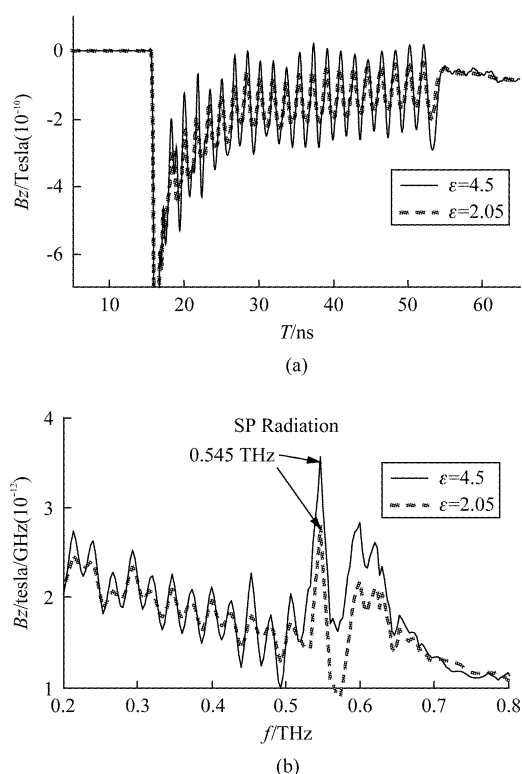 0
-2
-4
-6
Bz/Tesla(10⁻¹⁰)
ε=4.5
ε=2.05
10 20 30 40 50 60
T/ns
(a)
4
3
2
1
Bz/tesla/GHz(10⁻¹²)
SP Radiation
0.545 THz
ε=4.5
ε=2.05
0.2 0.3 0.4 0.5 0.6 0.7 0.8
f/THz
(b)